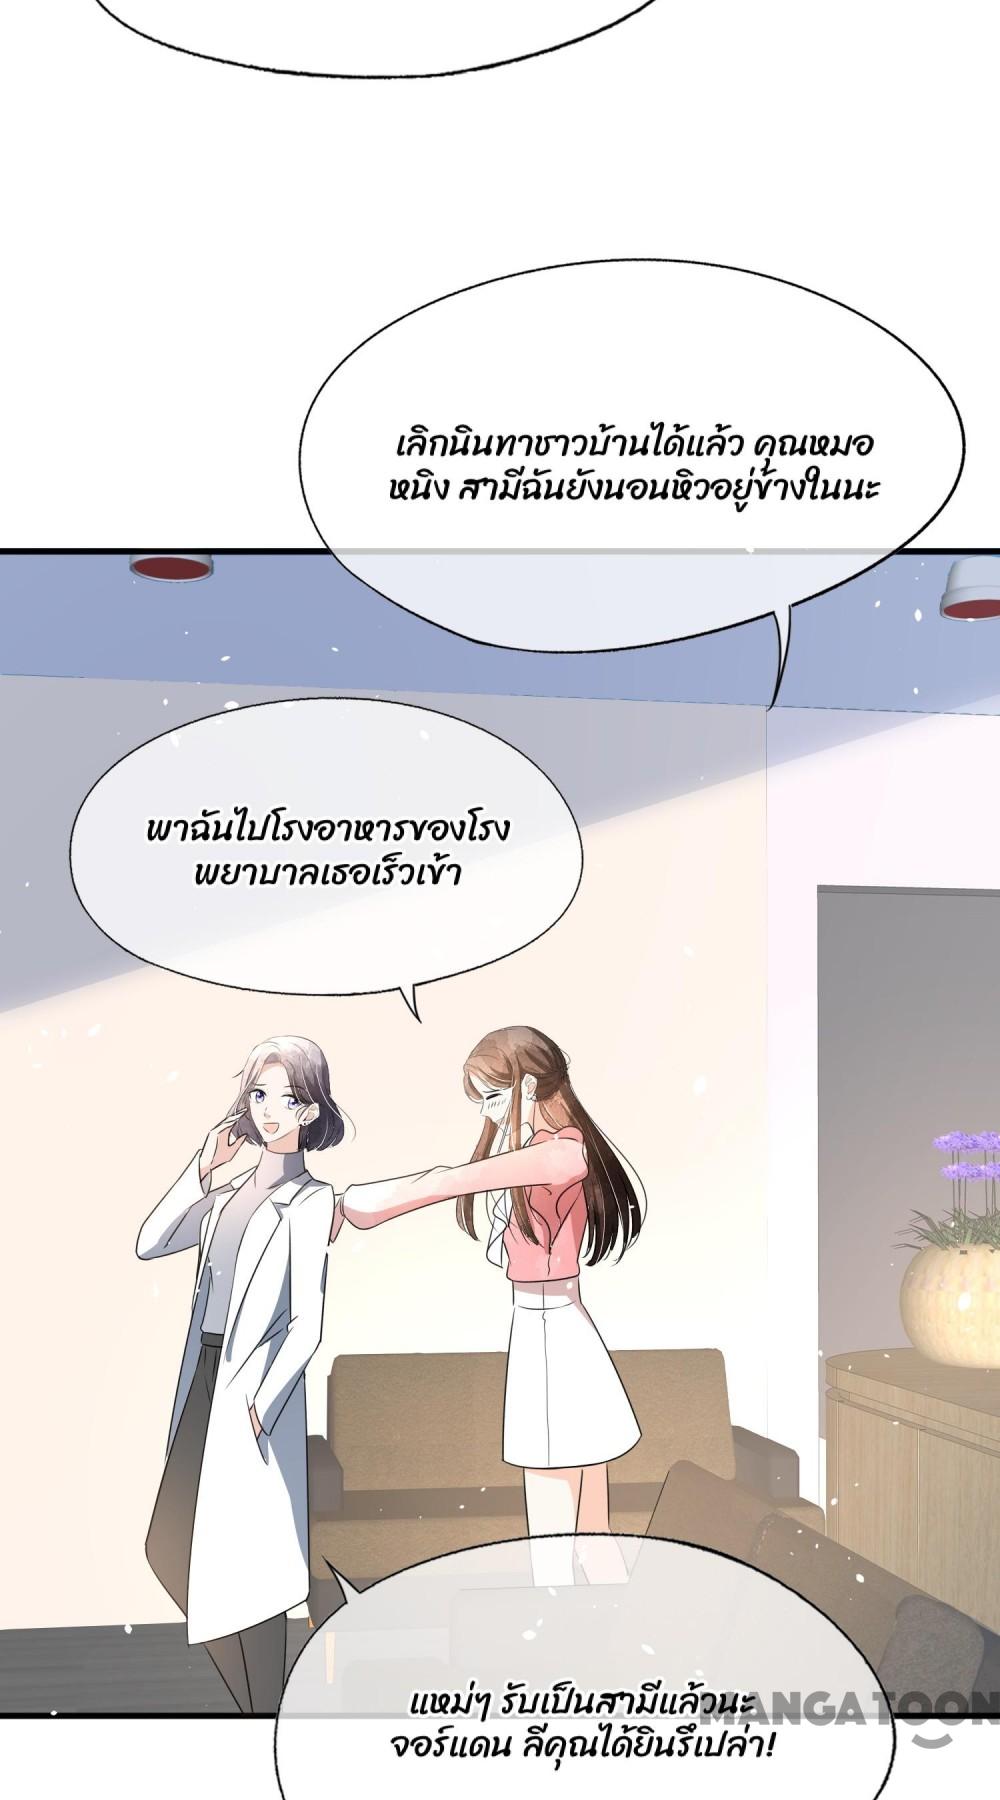 เลิกนินทาชาวบ้านได้แล้ว คุณหมอ
หนิง สามีฉันยังนอนหิวอยู่ข้างในนะ
พาฉันไปโรงอาหารของโรง
พยาบาลเธอเร็วเข้า
แหม่ๆ รับเป็นสามีแล้วนะ
จอร์แดน ลีคุณได้ยินรึเปล่า!
MANGATOON